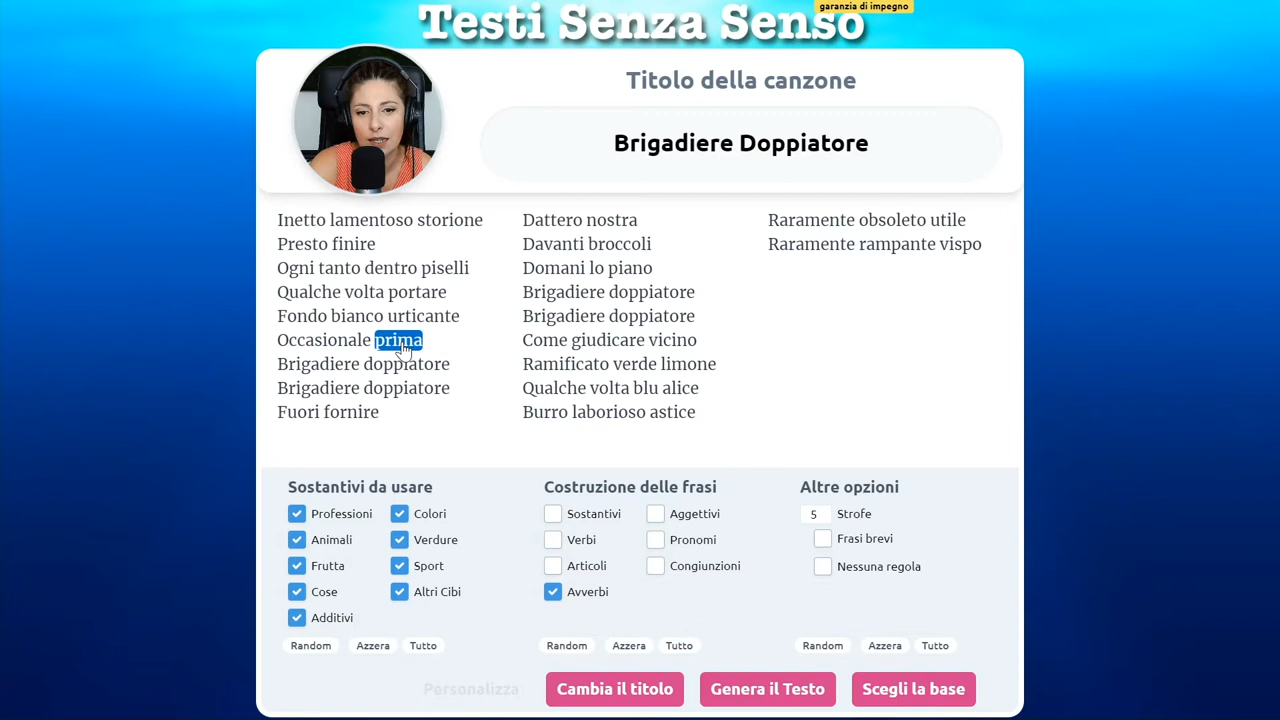 garanzia di impegno
Testi Senza Senso
Titolo della canzone
Brigadiere Doppiatore
Inetto lamentoso storione
Presto finire
Ogni tanto dentro piselli
Qualche volta portare
Fondo bianco urticante
Occasionale prima
Brigadiere doppiatore
Brigadiere doppiatore
Fuori fornire
Dattero nostra
Davanti broccoli
Domani lo piano
Brigadiere doppiatore
Brigadiere doppiatore
Come giudicare vicino
Ramificato verde limone
Qualche volta blu alice
Burro laborioso astice
Raramente obsoleto utile
Raramente rampante vispo
Sostantivi da usare
Professioni
Colori
Animali
Verdure
Frutta
Sport
Cose
Altri Cibi
Additivi
Random
Azzera
Tutto
Costruzione delle frasi
Sostantivi
Aggettivi
Verbi
Pronomi
Articoli
Congiunzioni
Avverbi
Random
Azzera
Tutto
Altre opzioni
5 Strofe
Frasi brevi
Nessuna regola
Random
Azzera
Tutto
Personalizza
Cambia il titolo
Genera il Testo
Scegli la base